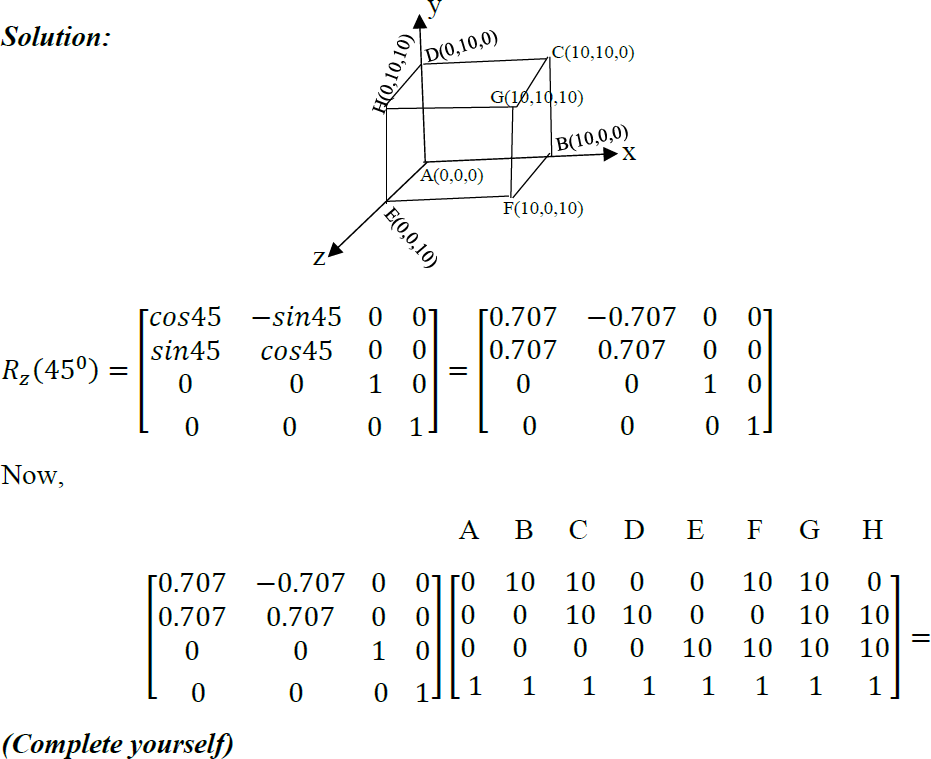 Solution:
y
D(0,10,0)
C(10,10,0)
H(0,10,10)
G(10,10,10)
B(10,0,0)
x
A(0,0,0)
F(10,0,10)
E(0,0,10)
z
cos45 −sin45 0 0 0.707 −0.707 0 0
sin45 cos45 0 0 0.707 0.707 0 0
R_z(45⁰) = =
0 0 1 0 0 0 1 0
0 0 0 1 0 0 0 1
Now,
A B C D E F G H
0.707 −0.707 0 0 0 10 10 0 0 10 10 0
0.707 0.707 0 0 0 0 10 10 0 0 10 10
=
0 0 1 0 0 0 0 0 10 10 10 10
0 0 0 1 1 1 1 1 1 1 1 1
(Complete yourself)